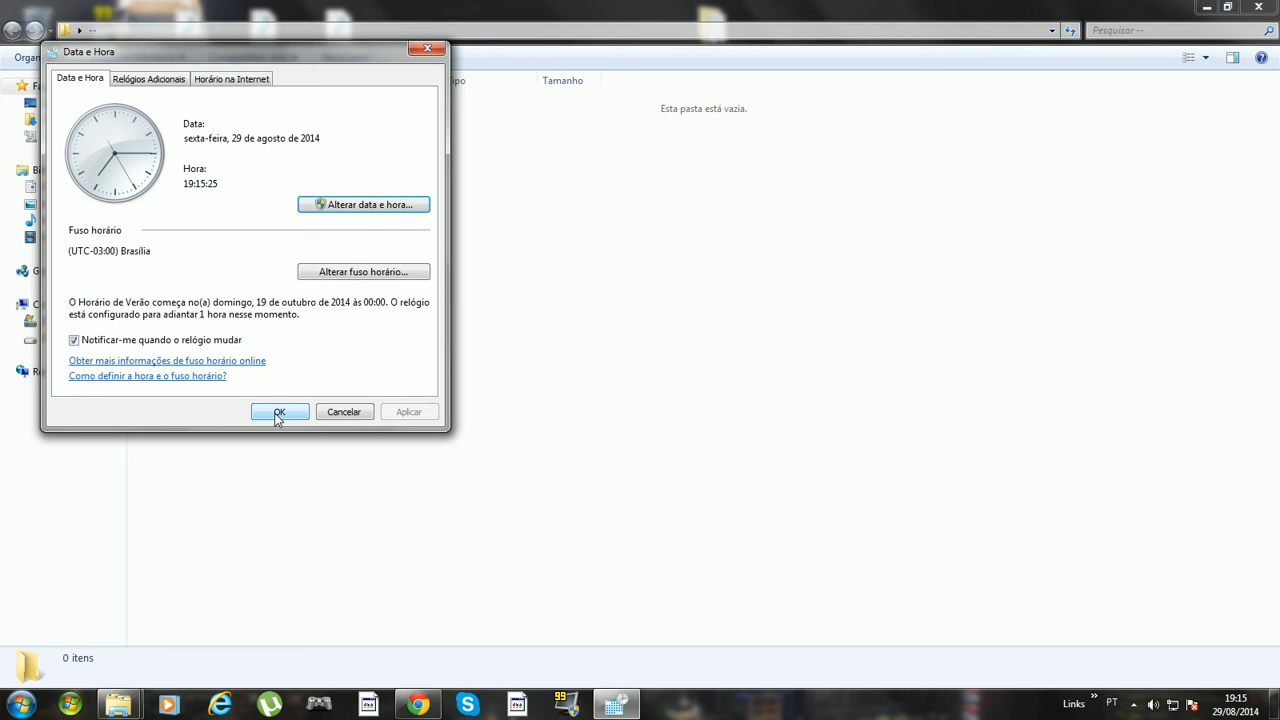 --
Pesquisar --
Data e Hora
Organ
Data e Hora
Relógios Adicionais
Horário na Internet
Tamanho
Esta pasta está vazia.
Data:
sexta-feira, 29 de agosto de 2014
Hora:
19:15:25
Alterar data e hora...
Fuso horário
(UTC-03:00) Brasília
Alterar fuso horário...
O Horário de Verão começa no(a) domingo, 19 de outubro de 2014 às 00:00. O relógio
está configurado para adiantar 1 hora nesse momento.
Notificar-me quando o relógio mudar
Obter mais informações de fuso horário online
Como definir a hora e o fuso horário?
OK
Cancelar
Aplicar
0 itens
99
Links
PT
19:15
29/08/2014